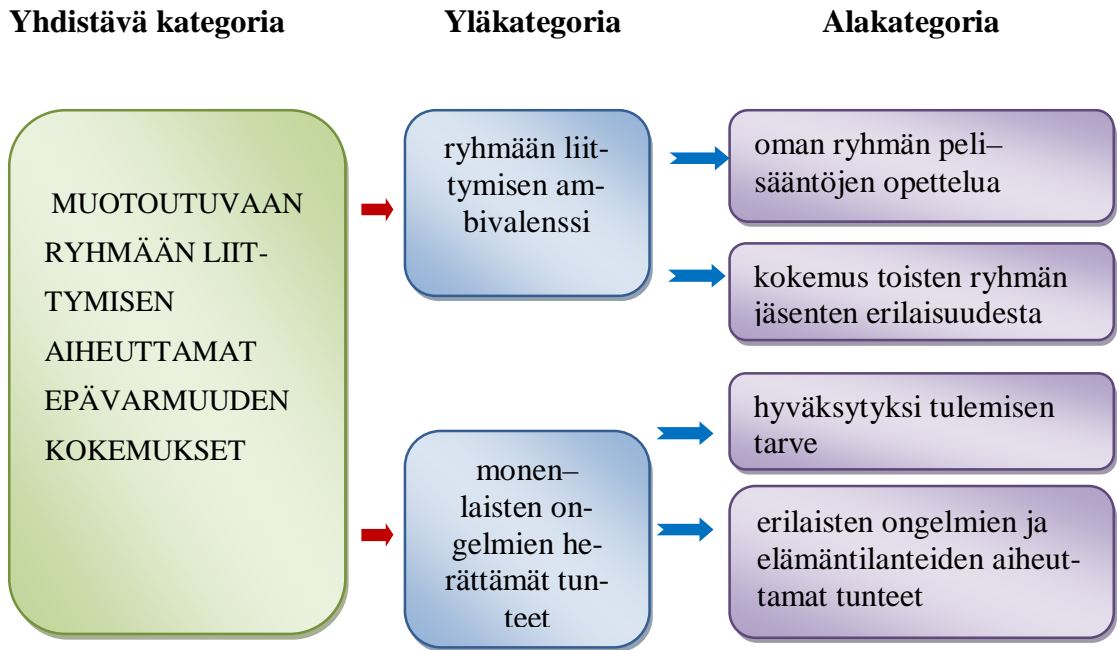 Yhdistävä kategoria
Yläkategoria
Alakategoria
MUOTOUTUVAAN
RYHMÄÄN LIIT-
TYMISEN
AIHEUTTAMAT
EPÄVARMUUDEN
KOKEMUKSET
ryhmään liit-
tymisen am-
bivalenssi
oman ryhmän peli–
sääntöjen opettelua
kokemus toisten ryhmän
jäsenten erilaisuudesta
monen–
laisten on-
gelmien he-
rättämät tun-
teet
hyväksytyksi tulemisen
tarve
erilaisten ongelmien ja
elämäntilanteiden aiheut-
tamat tunteet